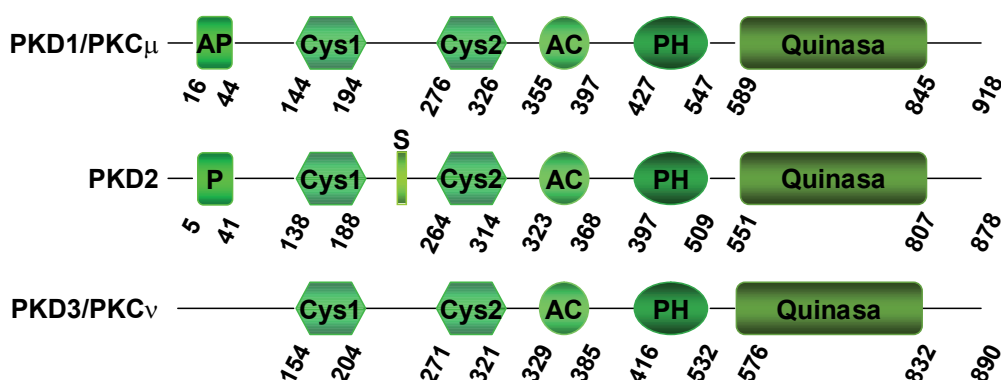 PKD1/PKCμ AP Cys1 Cys2 AC PH Quinasa
16 44 144 194 276 326 355 397 427 547 589 845 918
S
PKD2 P Cys1 Cys2 AC PH Quinasa
5 41 138 188 264 314 323 368 397 509 551 807 878
PKD3/PKCν Cys1 Cys2 AC PH Quinasa
154 204 271 321 329 385 416 532 576 832 890